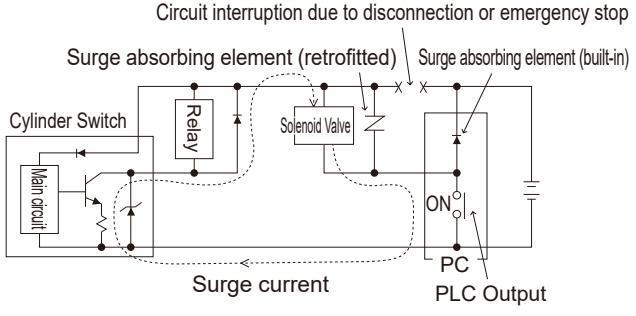 Circuit interruption due to disconnection or emergency stop
Surge absorbing element (retrofitted)
Surge absorbing element (built-in)
Cylinder Switch
Relay
Solenoid Valve
Main circuit
ON
PC
Surge current
PLC Output